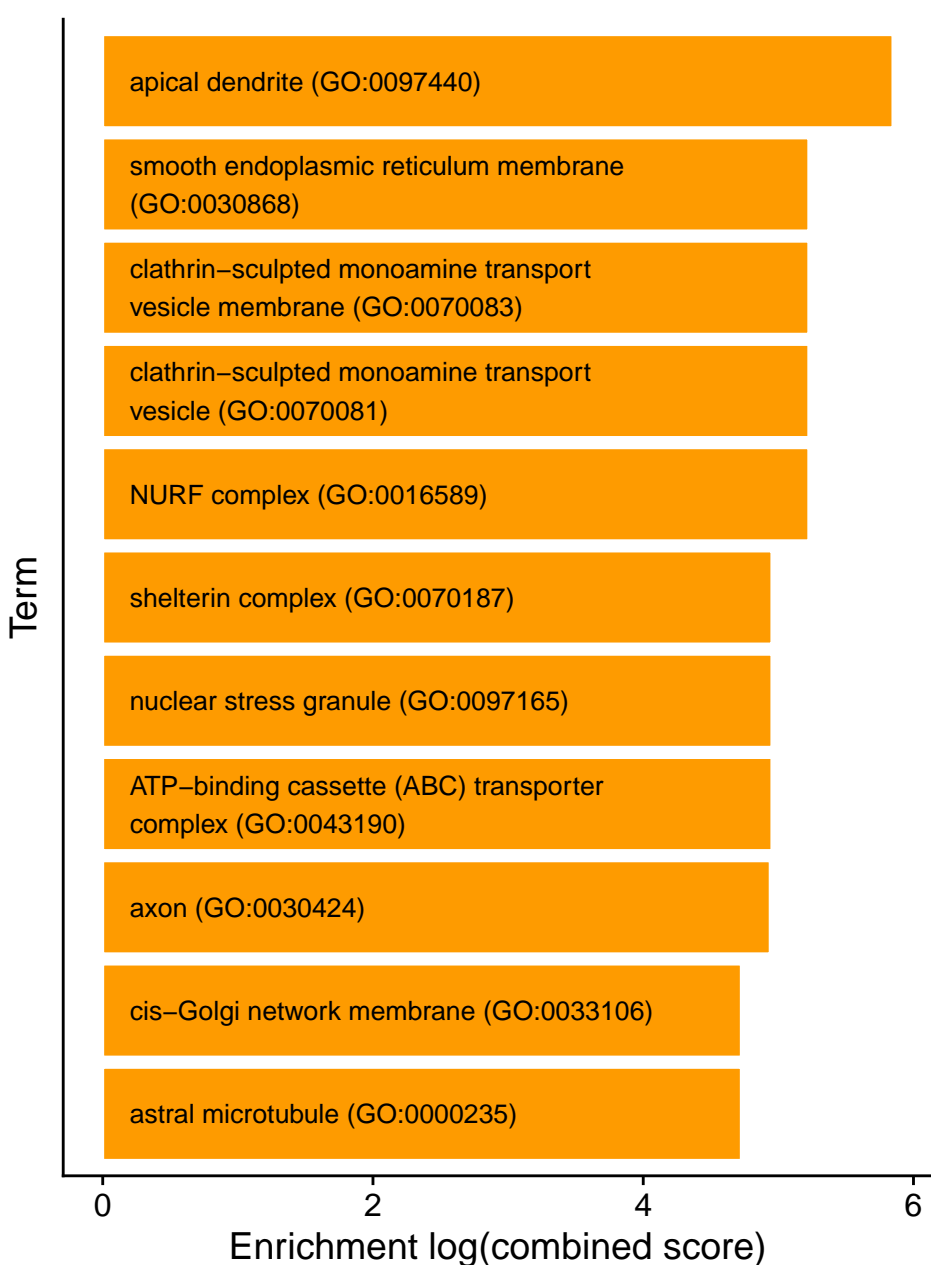 apical dendrite (GO:0097440)
smooth endoplasmic reticulum membrane
(GO:0030868)
clathrin−sculpted monoamine transport
vesicle membrane (GO:0070083)
clathrin−sculpted monoamine transport
vesicle (GO:0070081)
NURF complex (GO:0016589)
shelterin complex (GO:0070187)
nuclear stress granule (GO:0097165)
ATP−binding cassette (ABC) transporter
complex (GO:0043190)
axon (GO:0030424)
cis−Golgi network membrane (GO:0033106)
astral microtubule (GO:0000235)
Term
0 2 4 6
Enrichment log(combined score)